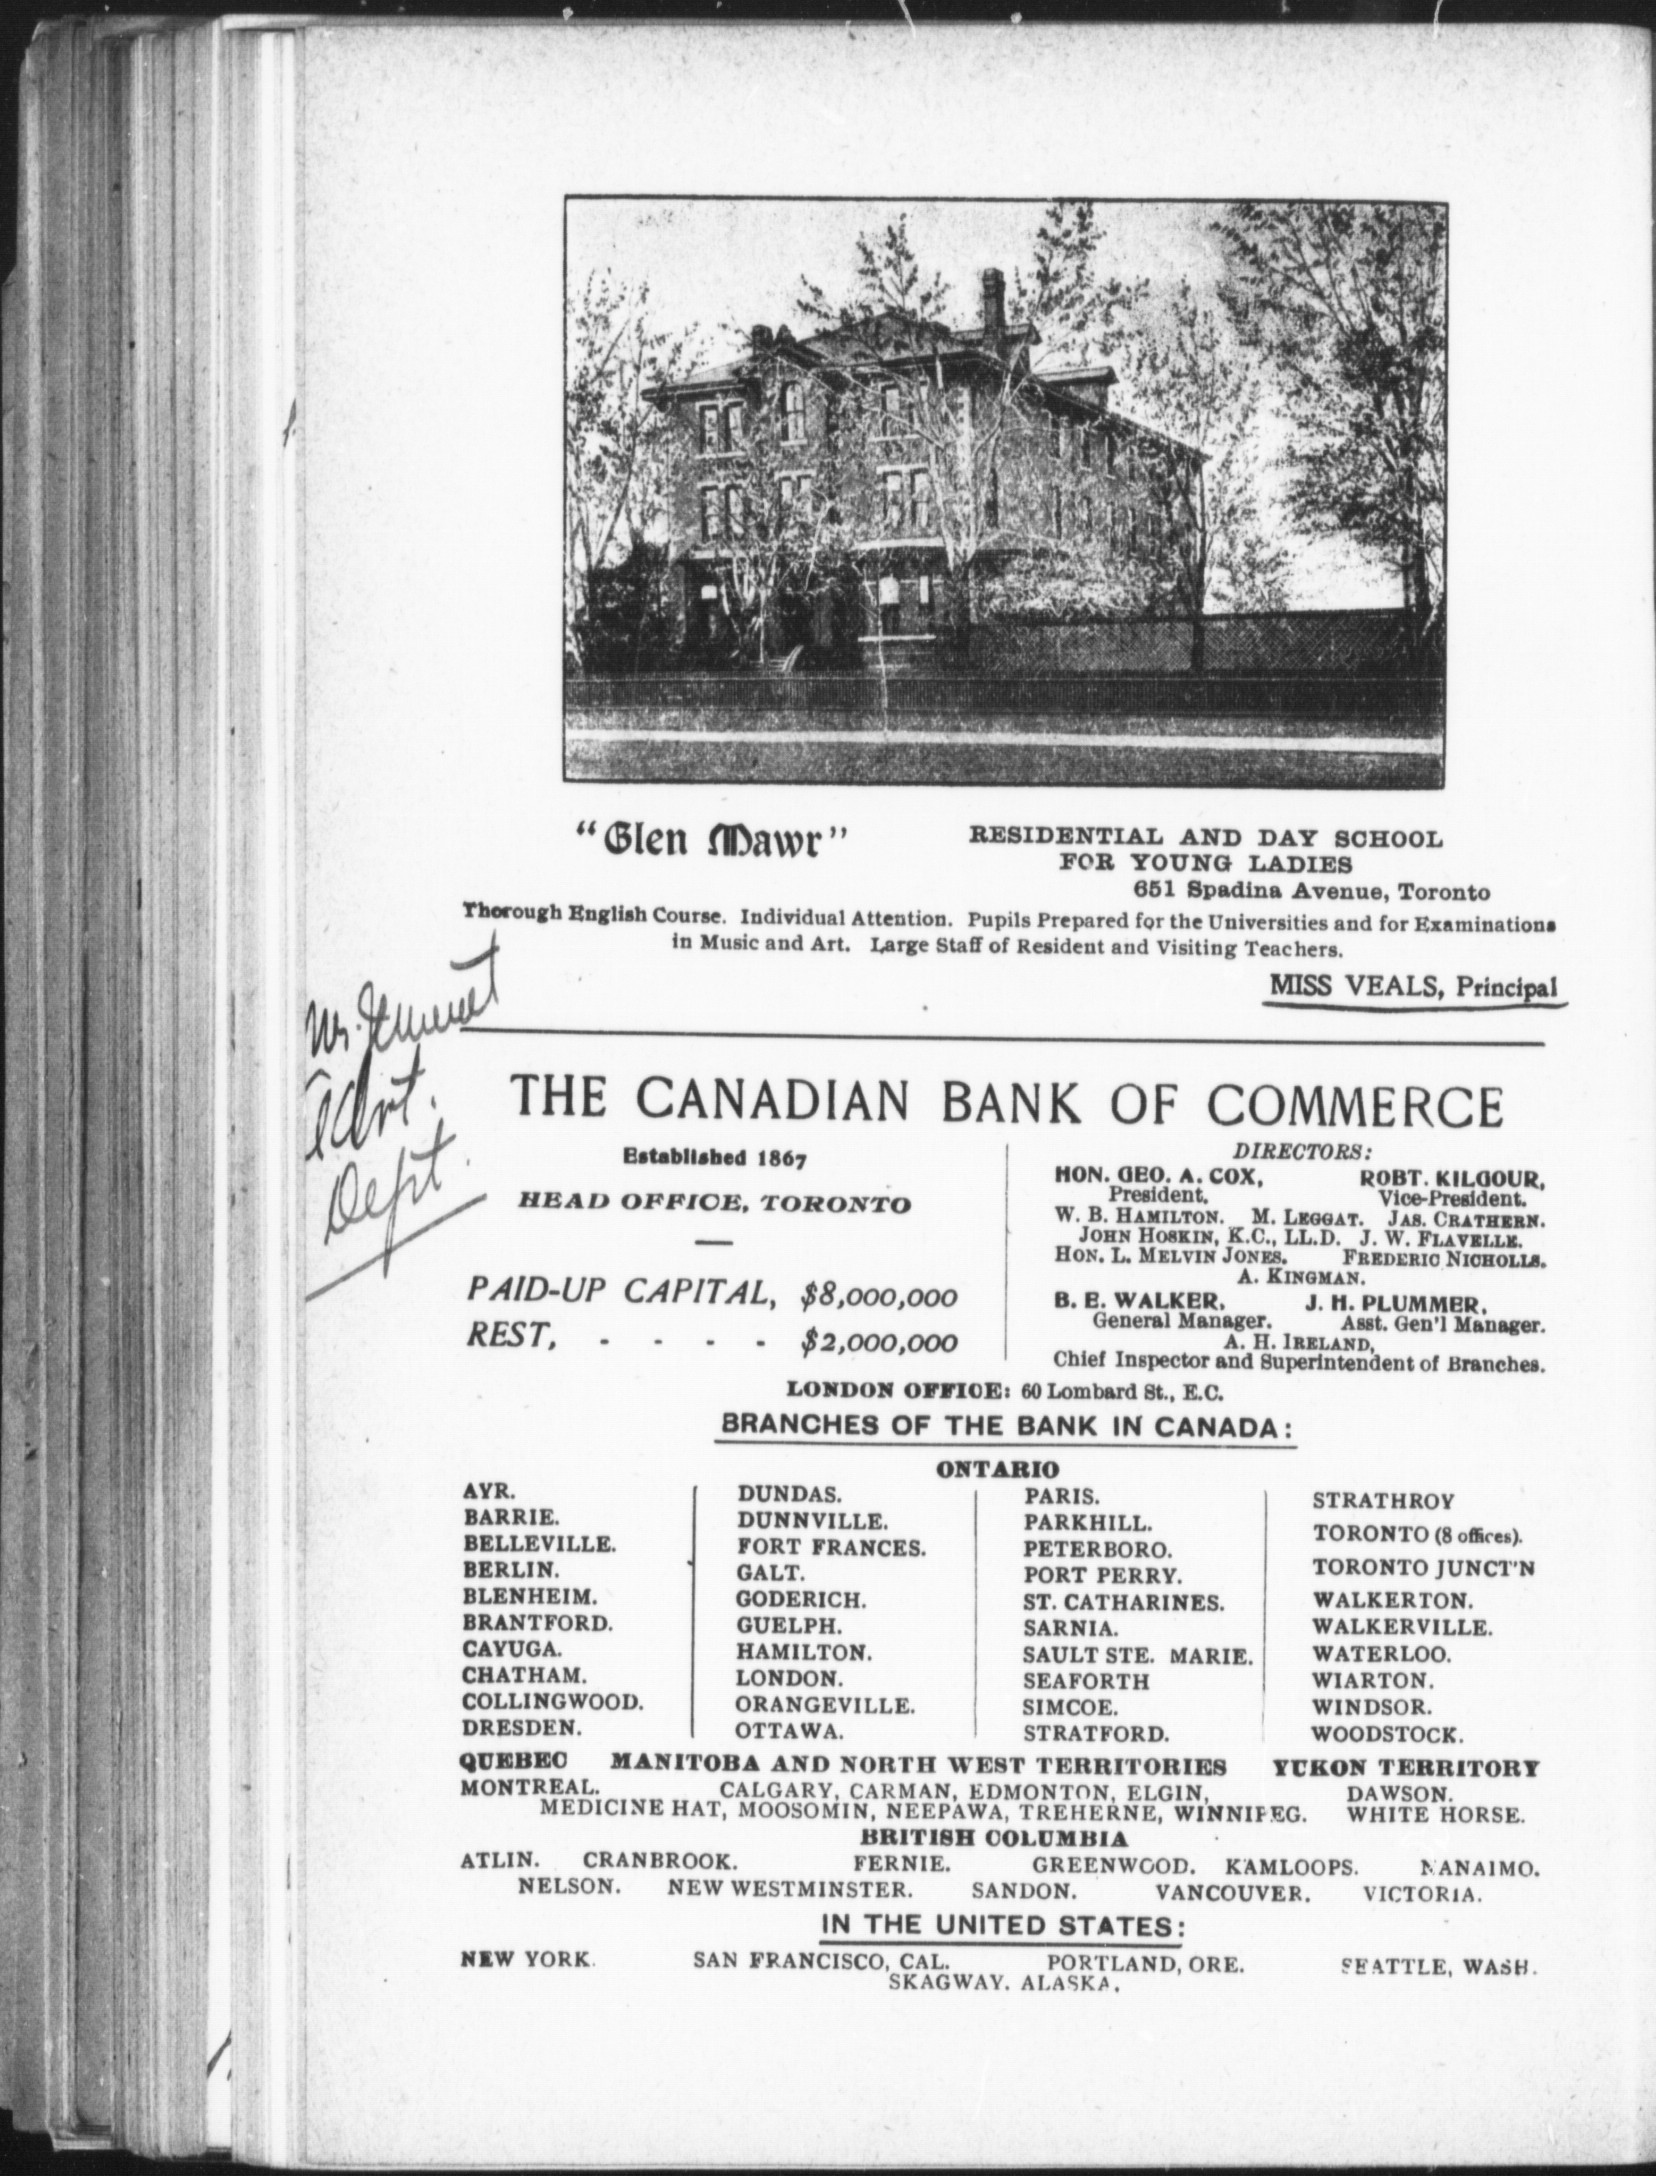 "Glen Mawr"
RESIDENTIAL AND DAY SCHOOL
FOR YOUNG LADIES
651 Spadina Avenue, Toronto
Thorough English Course. Individual Attention. Pupils Prepared for the Universities and for Examinations
in Music and Art. Large Staff of Resident and Visiting Teachers.
MISS VEALS, Principal
Art.
Dept.
THE CANADIAN BANK OF COMMERCE
Established 1867
HEAD OFFICE, TORONTO
PAID-UP CAPITAL, $8,000,000
REST, - - - - $2,000,000
DIRECTORS:
HON. GEO. A. COX, ROBT. KILGOUR,
President. Vice-President.
W. B. HAMILTON. M. LEGGAT. JAS. CRATHERN.
JOHN HOSKIN, K.C., LL.D. J. W. FLAVELLE.
HON. L. MELVIN JONES. FREDERIC NICHOLLS.
A. KINGMAN.
B. E. WALKER, J. H. PLUMMER,
General Manager. Asst. Gen'l Manager.
A. H. IRELAND,
Chief Inspector and Superintendent of Branches.
LONDON OFFICE: 60 Lombard St., E.C.
BRANCHES OF THE BANK IN CANADA:
ONTARIO
AYR.
BARRIE.
BELLEVILLE.
BERLIN.
BLENHEIM.
BRANTFORD.
CAYUGA.
CHATHAM.
COLLINGWOOD.
DRESDEN.
DUNDAS.
DUNNVILLE.
FORT FRANCES.
GALT.
GODERICH.
GUELPH.
HAMILTON.
LONDON.
ORANGEVILLE.
OTTAWA.
PARIS.
PARKHILL.
PETERBORO.
PORT PERRY.
ST. CATHARINES.
SARNIA.
SAULT STE. MARIE.
SEAFORTH
SIMCOE.
STRATFORD.
STRATHROY
TORONTO (8 offices).
TORONTO JUNCT'N
WALKERTON.
WALKERVILLE.
WATERLOO.
WIARTON.
WINDSOR.
WOODSTOCK.
QUEBEC MANITOBA AND NORTH WEST TERRITORIES YUKON TERRITORY
MONTREAL. CALGARY, CARMAN, EDMONTON, ELGIN, DAWSON.
MEDICINE HAT, MOOSOMIN, NEEPAWA, TREHERNE, WINNIPEG. WHITE HORSE.
BRITISH COLUMBIA
ATLIN. CRANBROOK. FERNIE. GREENWOOD. KAMLOOPS. NANAIMO.
NELSON. NEW WESTMINSTER. SANDON. VANCOUVER. VICTORIA.
IN THE UNITED STATES:
NEW YORK. SAN FRANCISCO, CAL. PORTLAND, ORE. SEATTLE, WASH.
SKAGWAY. ALASKA.